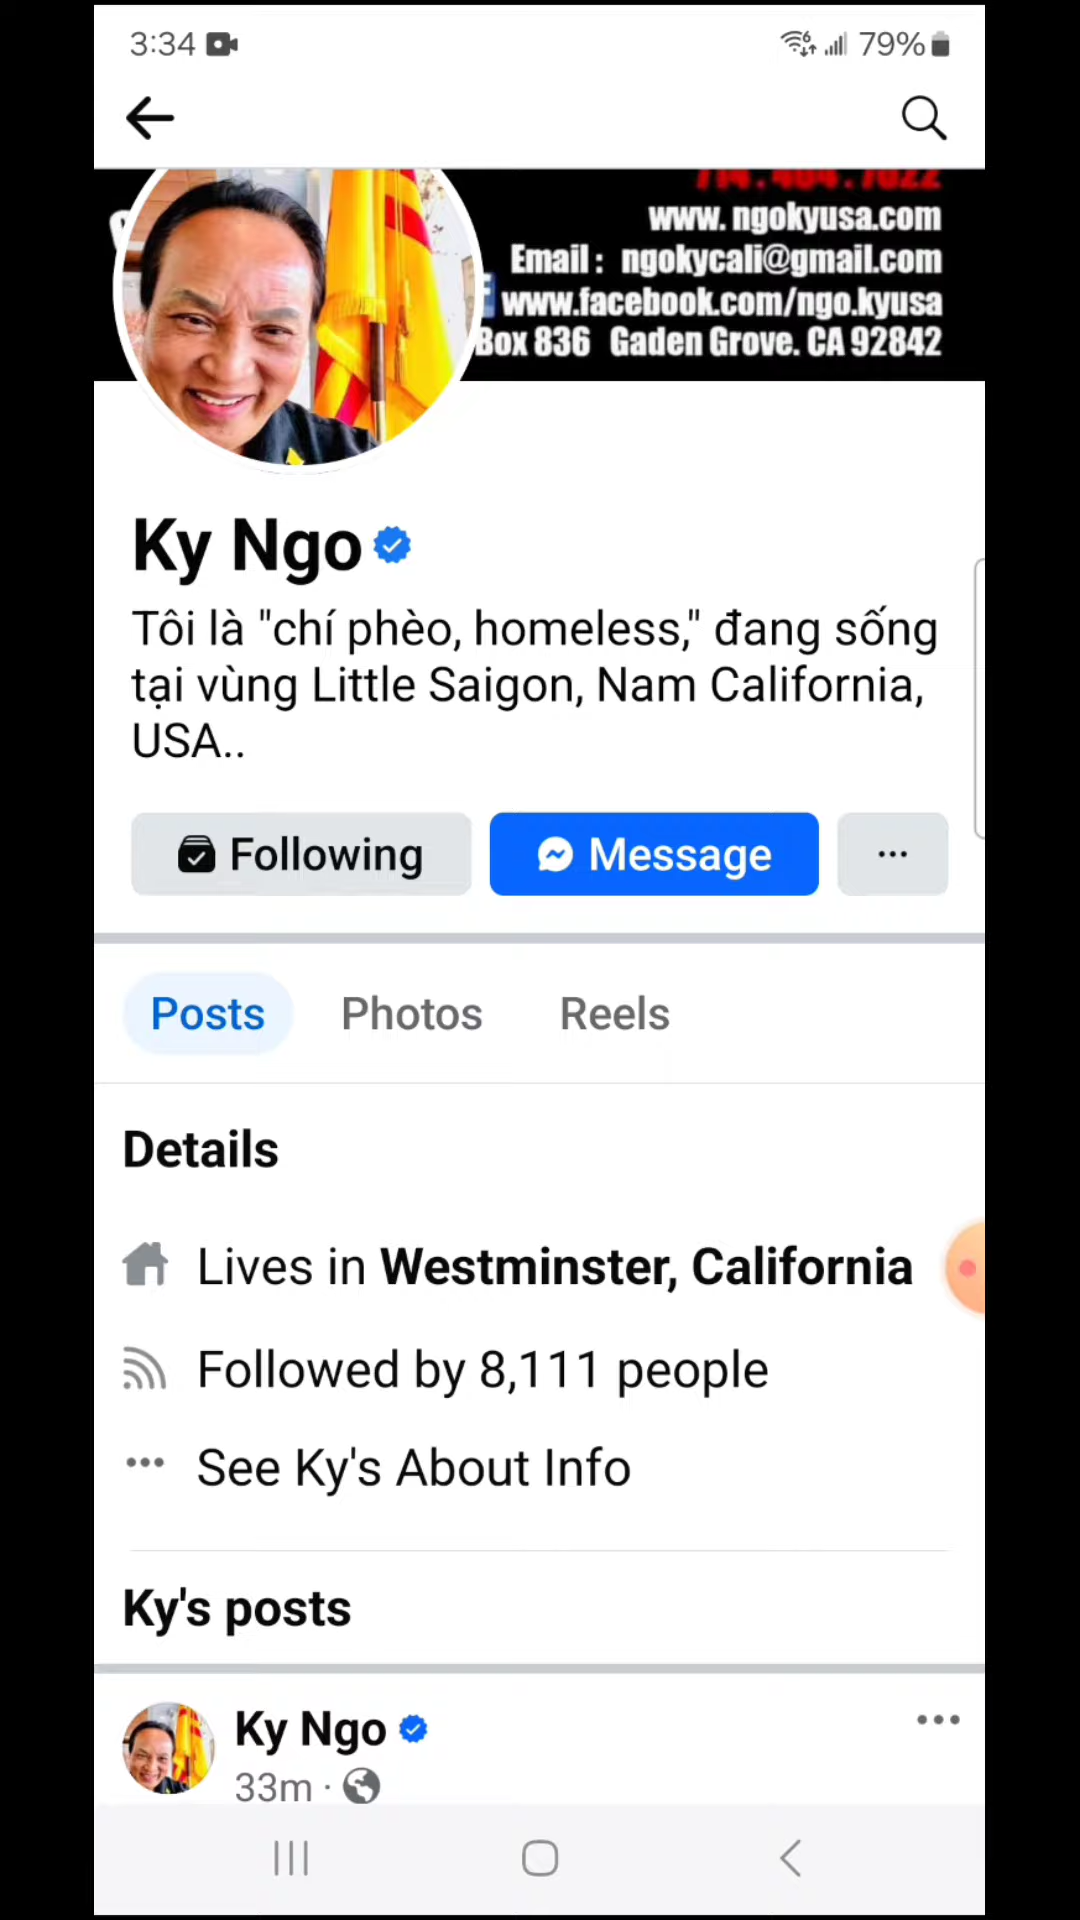 3:34
79%
www. ngokyusa.com
Email : ngokycali@gmail.com
www.facebook.com/ngo.kyusa
Box 836 Gaden Grove. CA 92842
Ky Ngo
Tôi là "chí phèo, homeless," đang sống
tại vùng Little Saigon, Nam California,
USA..
Following
Message
Posts
Photos
Reels
Details
Lives in Westminster, California
Followed by 8,111 people
See Ky's About Info
Ky's posts
Ky Ngo
33m ·